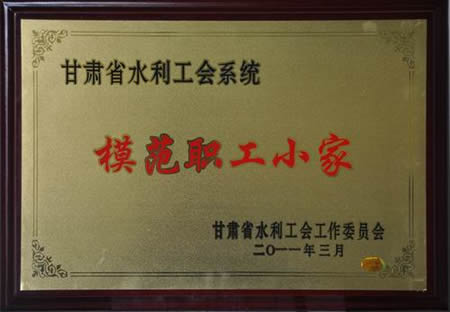 甘肃省水利工会系统
模范职工小家
甘肃省水利工会工作委员会
二〇一一年三月